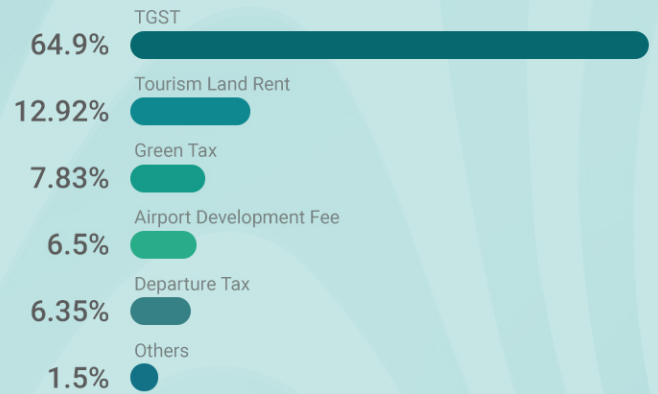 TGST
64.9%
Tourism Land Rent
12.92%
Green Tax
7.83%
Airport Development Fee
6.5%
Departure Tax
6.35%
Others
1.5%